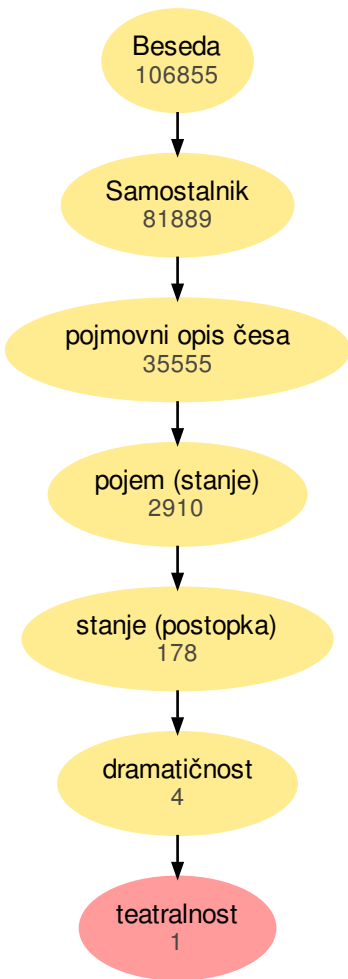 Beseda
106855
Samostalnik
81889
pojmovni opis česa
35555
pojem (stanje)
2910
stanje (postopka)
178
dramatičnost
4
teatralnost
1